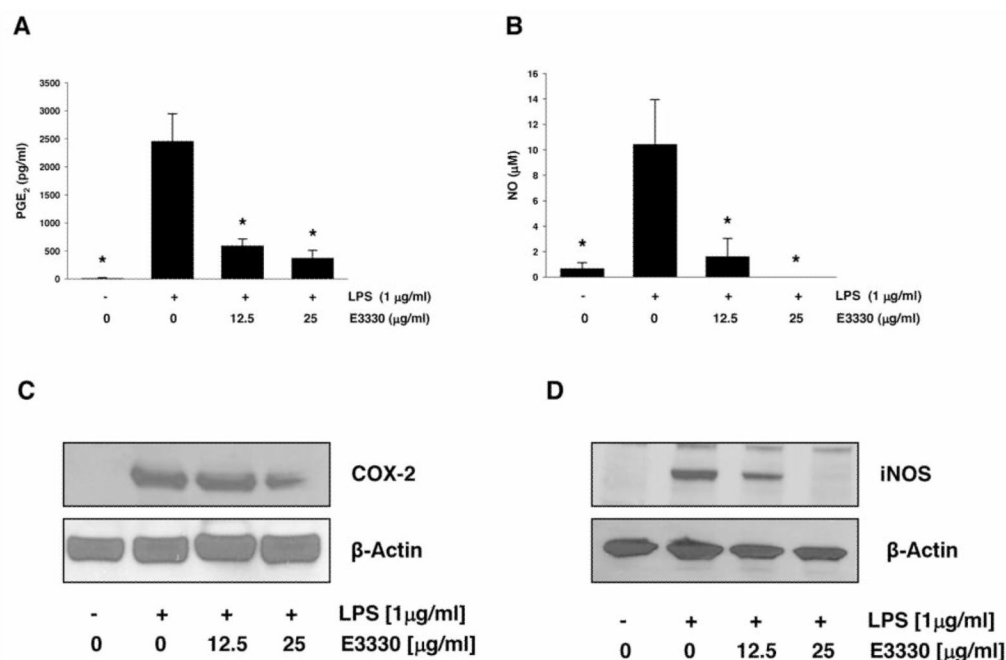 A
3500
3000
2500
2000
1500
1000
500
0
PGE2 (pg/ml)
* * *
- + + + LPS (1 µg/ml)
0 0 12.5 25 E3330 (µg/ml)
B
16
14
12
10
8
6
4
2
0
NO (µM)
* * *
- + + + LPS (1 µg/ml)
0 0 12.5 25 E3330 (µg/ml)
C
COX-2
β-Actin
- + + + LPS [1µg/ml]
0 0 12.5 25 E3330 [µg/ml]
D
iNOS
β-Actin
- + + + LPS [1µg/ml]
0 0 12.5 25 E3330 [µg/ml]